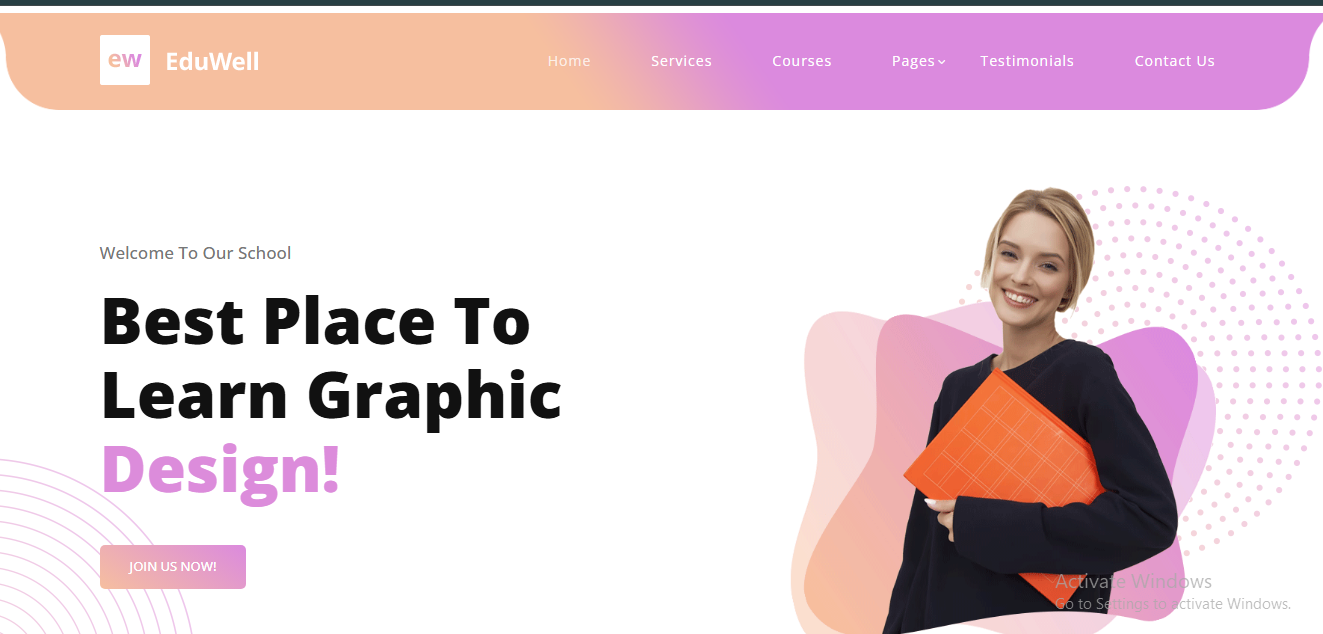 ew EduWell Home Services Courses Pages Testimonials Contact Us
Welcome To Our School
Best Place To
Learn Graphic
Design!
JOIN US NOW!
Activate Windows
Go to Settings to activate Windows.